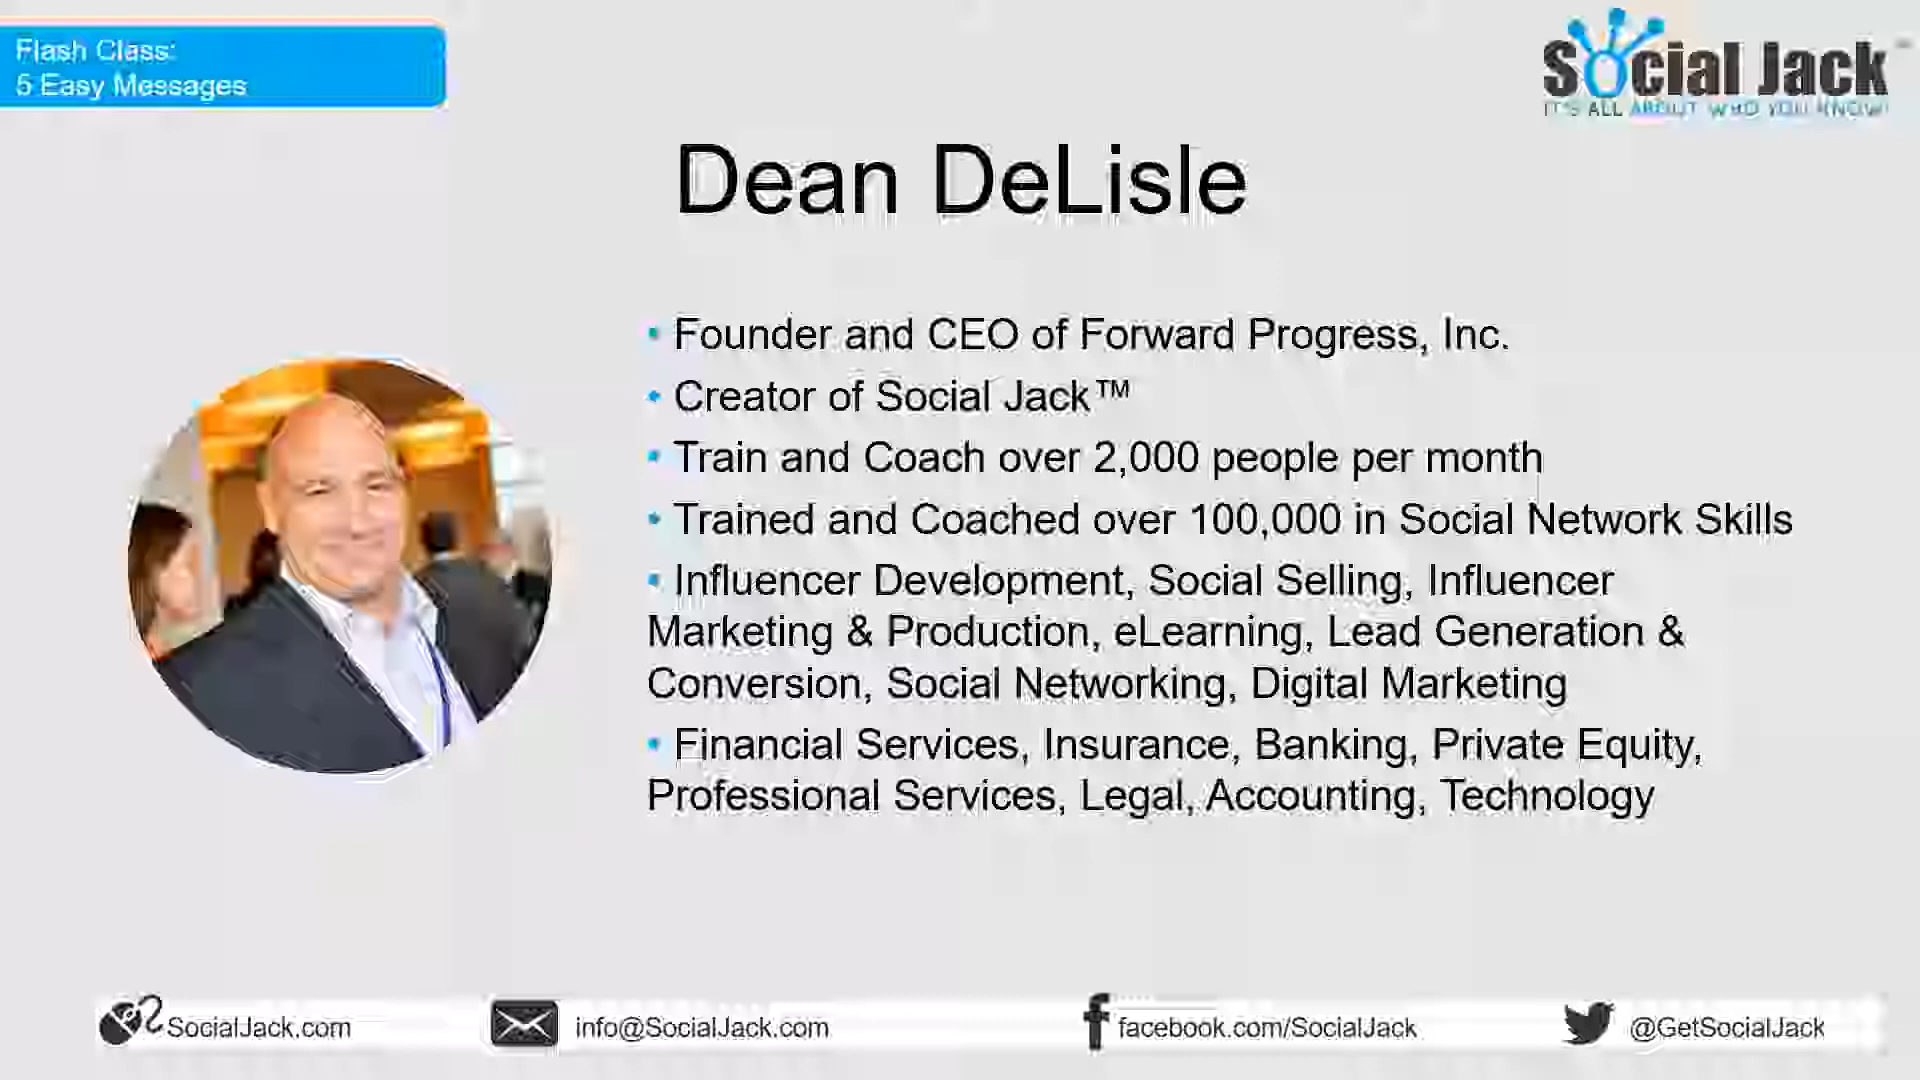 Flash Class:
5 Easy Messages
Social Jack™
IT'S ALL ABOUT WHO YOU KNOW!
Dean DeLisle
• Founder and CEO of Forward Progress, Inc.
• Creator of Social Jack™
• Train and Coach over 2,000 people per month
• Trained and Coached over 100,000 in Social Network Skills
• Influencer Development, Social Selling, Influencer
Marketing & Production, eLearning, Lead Generation &
Conversion, Social Networking, Digital Marketing
• Financial Services, Insurance, Banking, Private Equity,
Professional Services, Legal, Accounting, Technology
SocialJack.com
info@SocialJack.com
facebook.com/SocialJack
@GetSocialJack